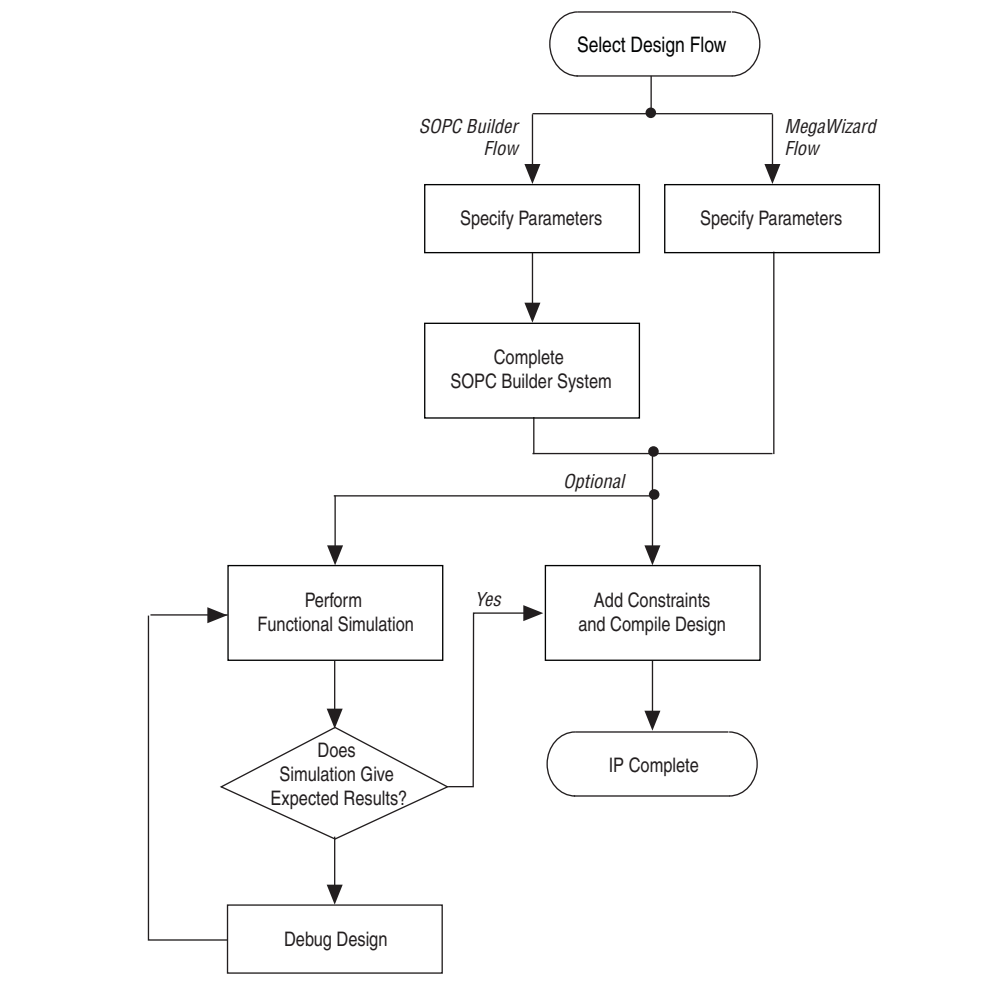 Select Design Flow
SOPC Builder
Flow
MegaWizard
Flow
Specify Parameters
Specify Parameters
Complete
SOPC Builder System
Optional
Perform
Functional Simulation
Yes
Add Constraints
and Compile Design
Does
Simulation Give
Expected Results?
IP Complete
Debug Design